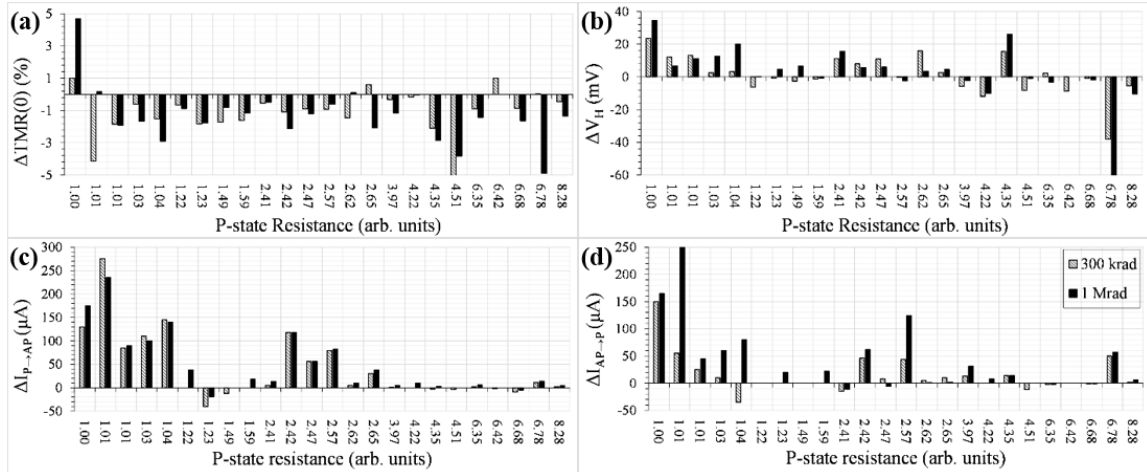 (a)
ΔTMR(0) (%)
5
3
1
-1
-3
-5
1.00 1.01 1.01 1.03 1.04 1.22 1.23 1.49 1.59 2.41 2.42 2.47 2.57 2.62 2.65 3.97 4.22 4.35 4.51 6.35 6.42 6.68 6.78 8.28
P-state Resistance (arb. units)
(b)
ΔV_H (mV)
40
20
0
-20
-40
-60
1.00 1.01 1.01 1.03 1.04 1.22 1.23 1.49 1.59 2.41 2.42 2.47 2.57 2.62 2.65 3.97 4.22 4.35 4.51 6.35 6.42 6.68 6.78 8.28
P-state Resistance (arb. units)
(c)
ΔI_P→AP (μA)
300
250
200
150
100
50
0
-50
1.00 1.01 1.01 1.03 1.04 1.22 1.23 1.49 1.59 2.41 2.42 2.47 2.57 2.62 2.65 3.97 4.22 4.35 4.51 6.35 6.42 6.68 6.78 8.28
P-state resistance (arb. units)
(d)
ΔI_AP→P (μA)
250
200
150
100
50
0
-50
300 krad
1 Mrad
1.00 1.01 1.01 1.03 1.04 1.22 1.23 1.49 1.59 2.41 2.42 2.47 2.57 2.62 2.65 3.97 4.22 4.35 4.51 6.35 6.42 6.68 6.78 8.28
P-state resistance (arb. units)